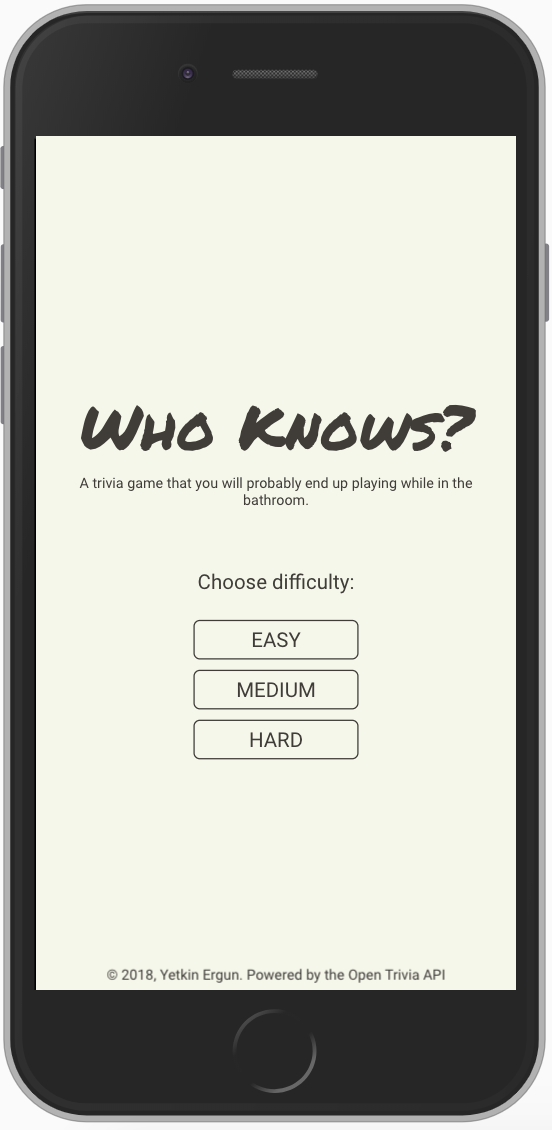 Who Knows?
A trivia game that you will probably end up playing while in the
bathroom.
Choose difficulty:
EASY
MEDIUM
HARD
© 2018, Yetkin Ergun. Powered by the Open Trivia API